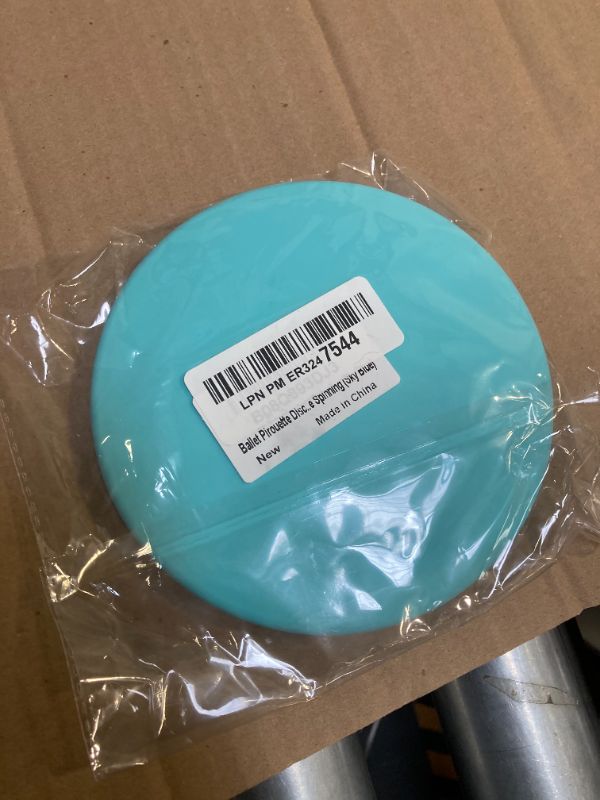 LPN PM ER3247544
Ballet Pirouette Disc...e Spinning (Sky Blue)
New
Made in China